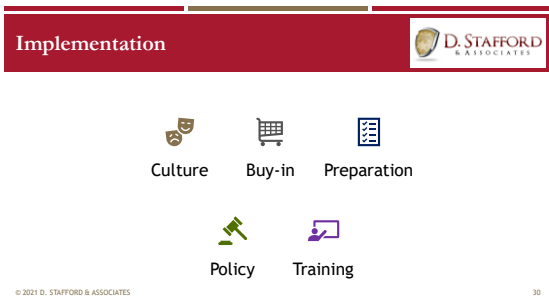 Implementation
D. STAFFORD
& ASSOCIATES
Culture Buy-in Preparation
Policy Training
© 2021 D. STAFFORD & ASSOCIATES 30